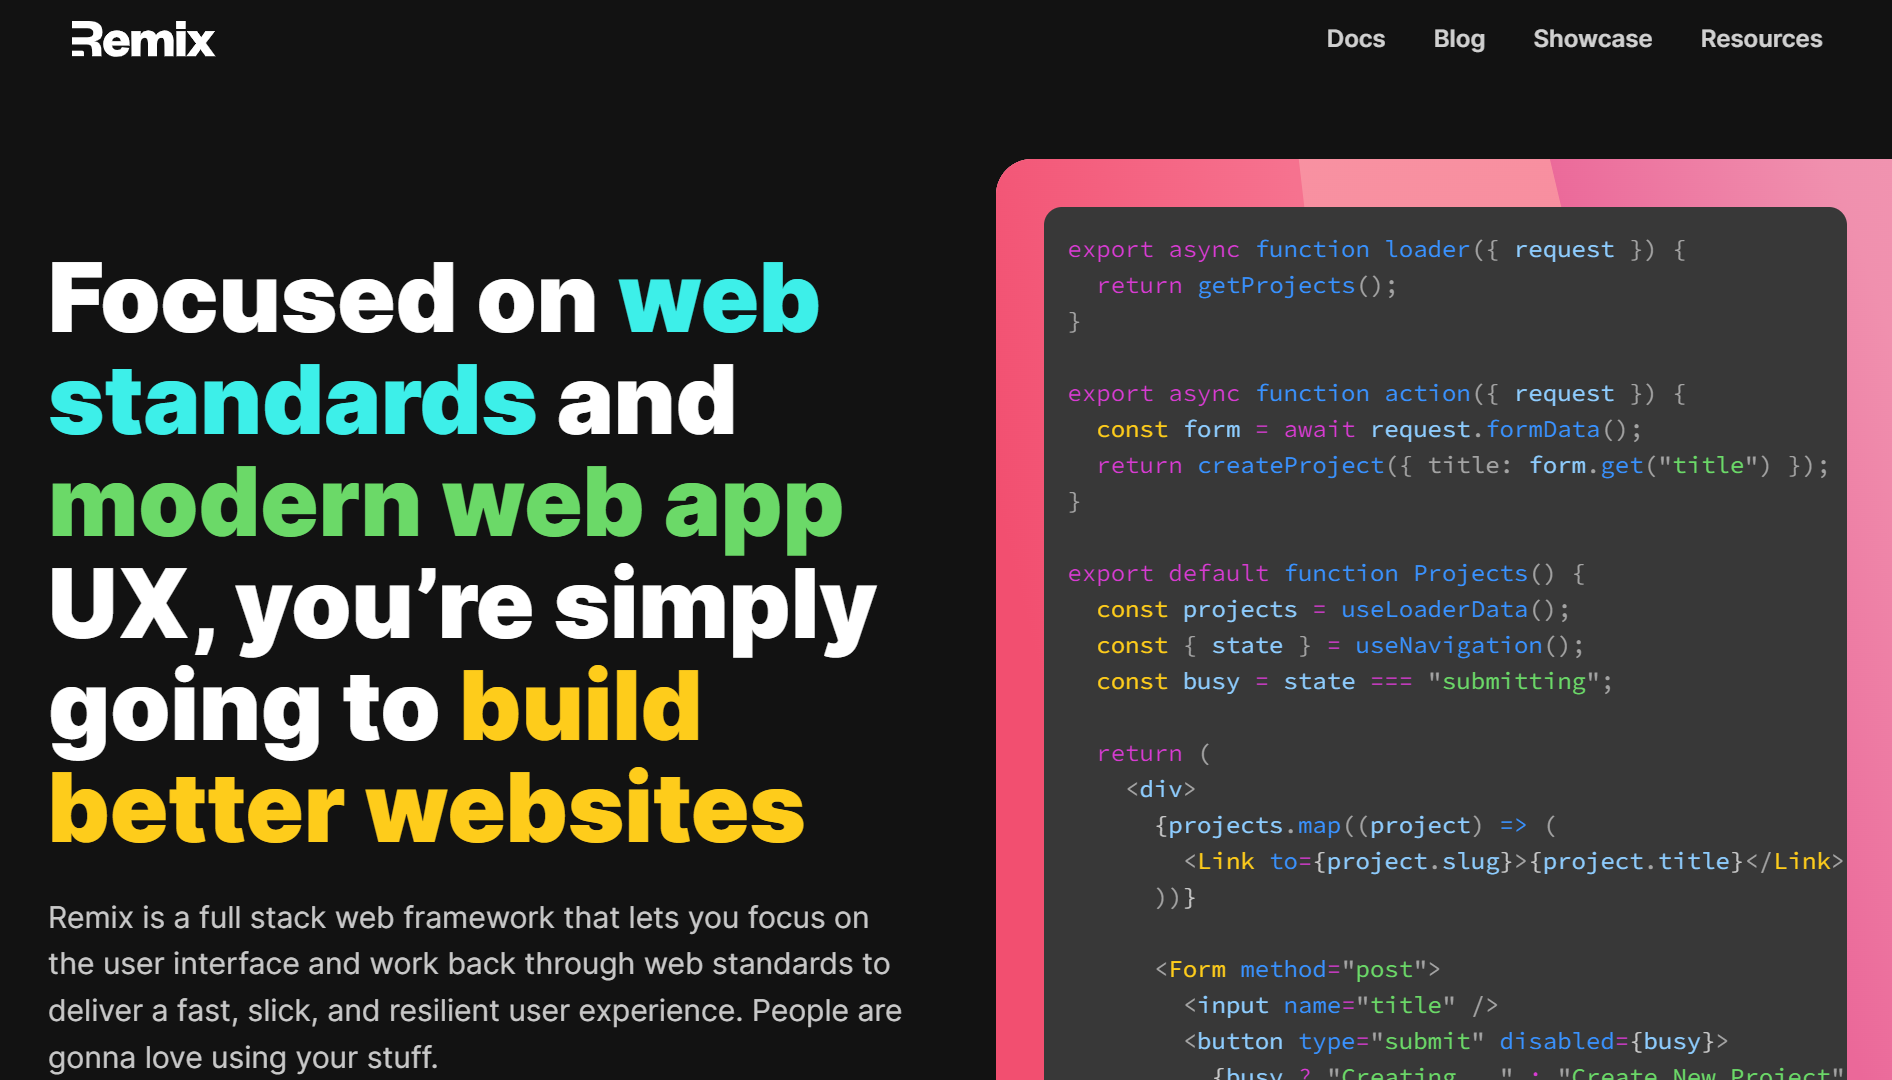 Remix
Docs Blog Showcase Resources
Focused on web
standards and
modern web app
UX, you’re simply
going to build
better websites
Remix is a full stack web framework that lets you focus on
the user interface and work back through web standards to
deliver a fast, slick, and resilient user experience. People are
gonna love using your stuff.
export async function loader({ request }) {
  return getProjects();
}
export async function action({ request }) {
  const form = await request.formData();
  return createProject({ title: form.get("title") });
}
export default function Projects() {
  const projects = useLoaderData();
  const { state } = useNavigation();
  const busy = state === "submitting";
  return (
    <div>
      {projects.map((project) => (
        <Link to={project.slug}>{project.title}</Link>
      ))}
      <Form method="post">
        <input name="title" />
        <button type="submit" disabled={busy}>
          {busy ? "Creating..." : "Create New Project"